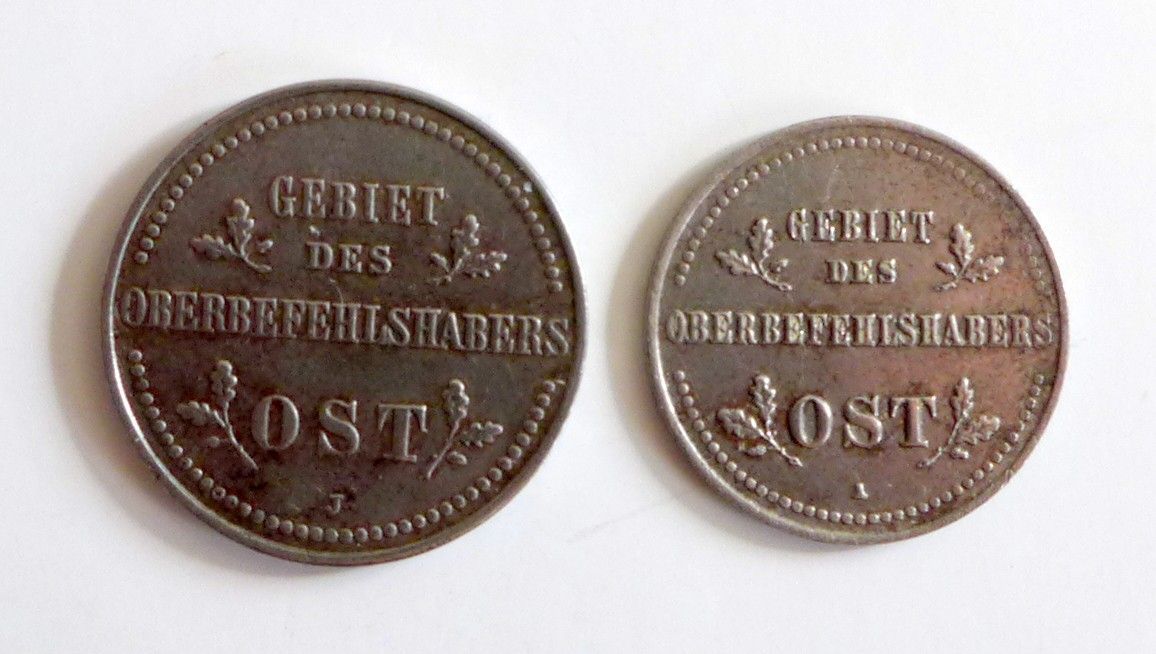 GEBIET
DES
OBERBEFEHLSHABERS
OST
J
GEBIET
DES
OBERBEFEHLSHABERS
OST
A